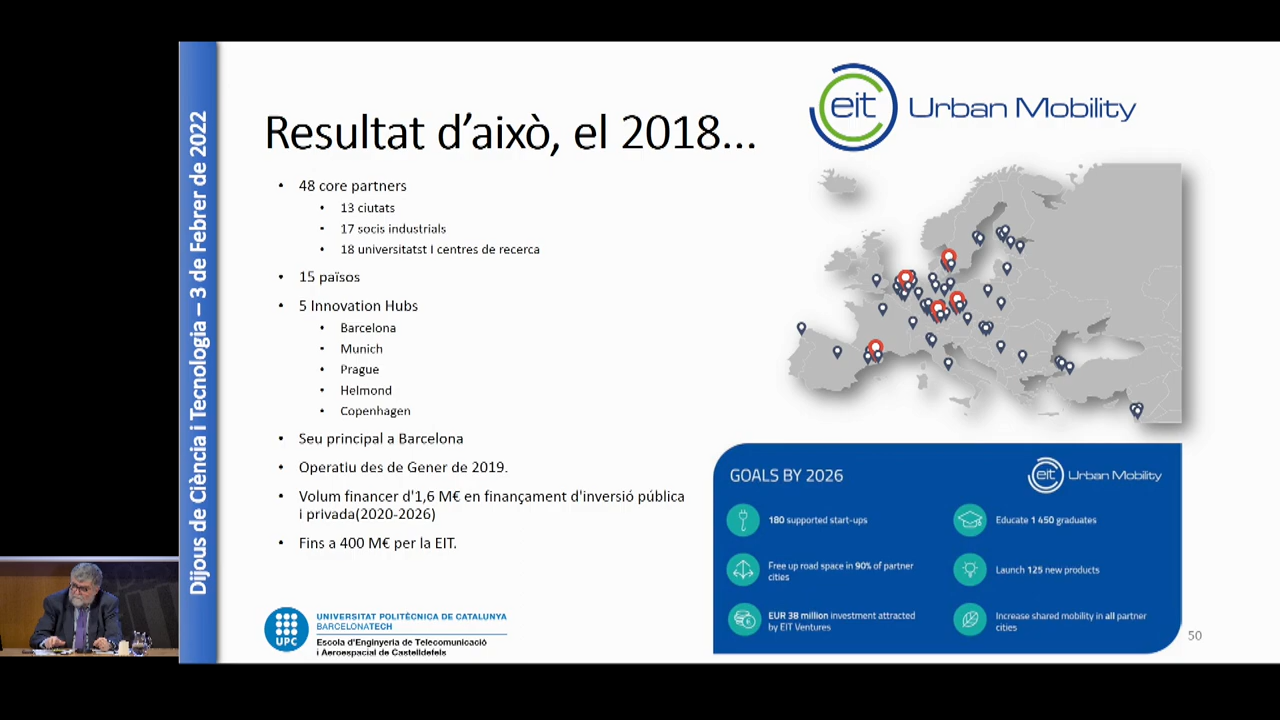 Dijous de Ciència i Tecnologia – 3 de Febrer de 2022
eit Urban Mobility
Resultat d'això, el 2018...
• 48 core partners
• 13 ciutats
• 17 socis industrials
• 18 universitatst I centres de recerca
• 15 països
• 5 Innovation Hubs
• Barcelona
• Munich
• Prague
• Helmond
• Copenhagen
• Seu principal a Barcelona
• Operatiu des de Gener de 2019.
• Volum financer d'1,6 M€ en finançament d'inversió pública
i privada(2020-2026)
• Fins a 400 M€ per la EIT.
GOALS BY 2026
eit Urban Mobility
180 supported start-ups
Educate 1 450 graduates
Free up road space in 90% of partner
cities
Launch 125 new products
EUR 38 million investment attracted
by EIT Ventures
Increase shared mobility in all partner
cities
UPC
UNIVERSITAT POLITÈCNICA DE CATALUNYA
BARCELONATECH
Escola d'Enginyeria de Telecomunicació
i Aeroespacial de Castelldefels
50